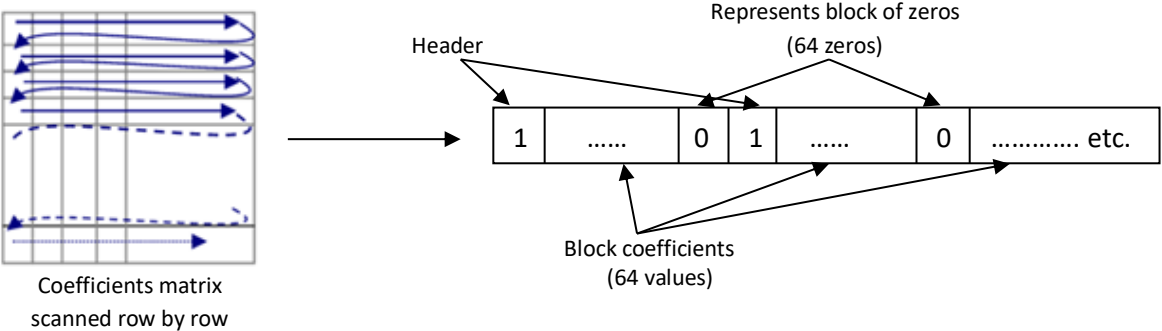 Represents block of zeros
(64 zeros)
Header
1 ...... 0 1 ...... 0 ............. etc.
Block coefficients
(64 values)
Coefficients matrix
scanned row by row